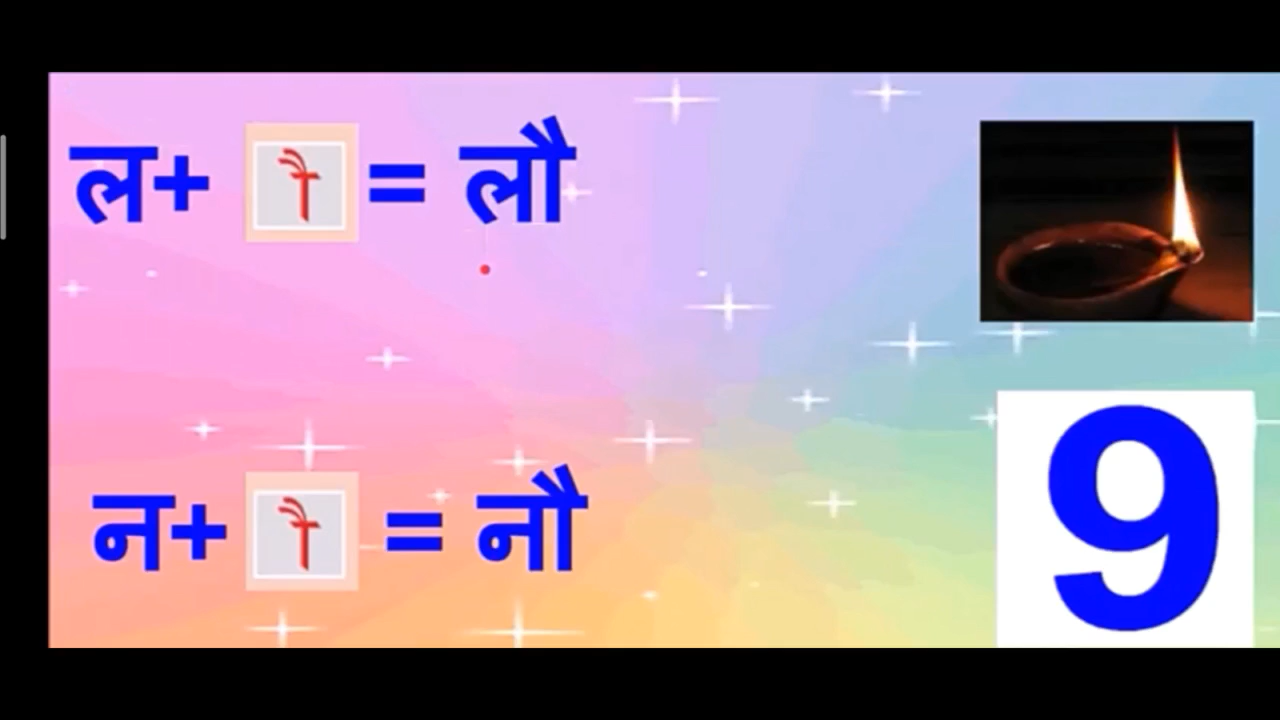 ल+ ौ = लौ
न+ ौ = नौ
9